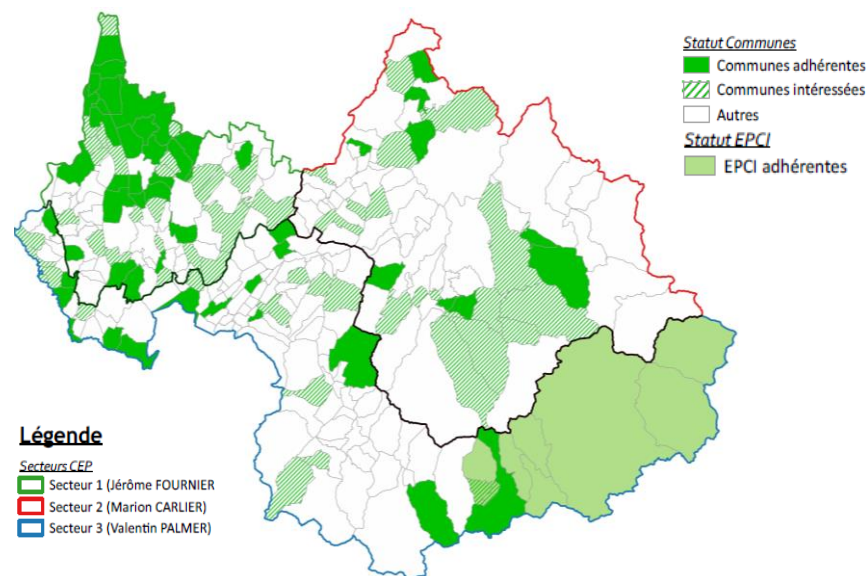 Statut Communes
Communes adhérentes
Communes intéressées
Autres
Statut EPCI
EPCI adhérentes
Légende
Secteurs CEP
Secteur 1 (Jérôme FOURNIER
Secteur 2 (Marion CARLIER)
Secteur 3 (Valentin PALMER)